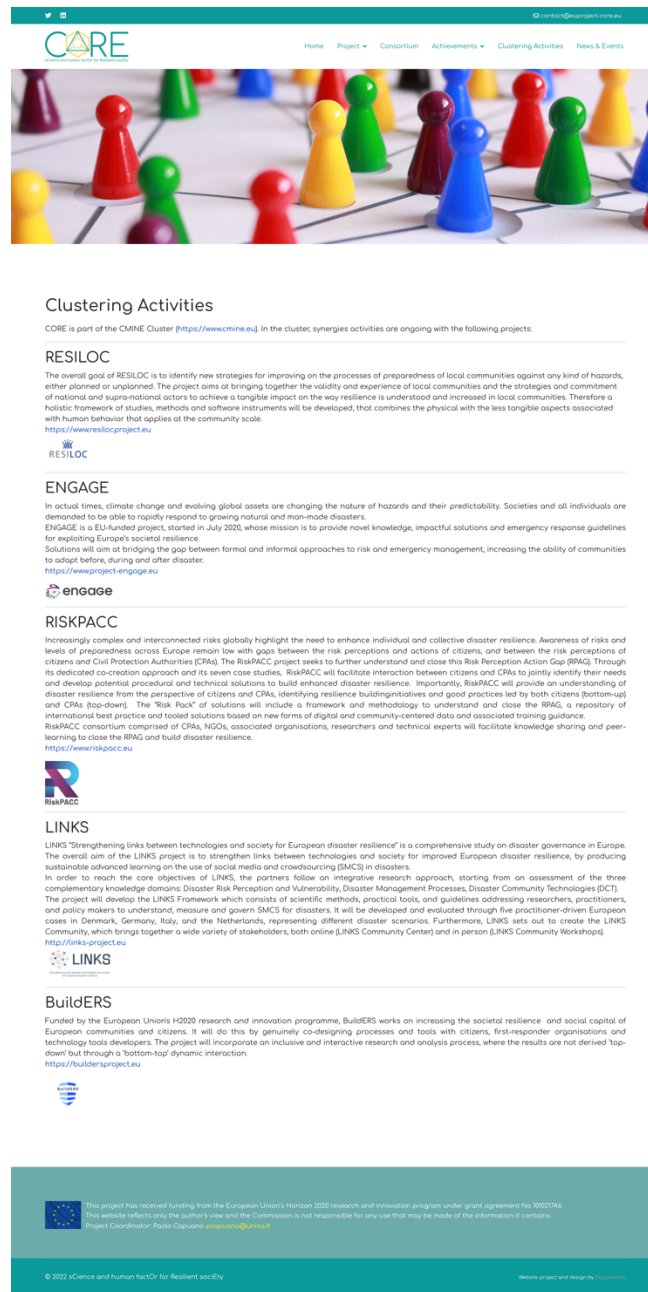 contact@euproject-core.eu
CORE
sCience and human factOr for Resilient sociEty
Home Project Consortium Achievements Clustering Activities News & Events
Clustering Activities
CORE is part of the CMINE Cluster (https://www.cmine.eu). In the cluster, synergies activities are ongoing with the following projects:
RESILOC
The overall goal of RESILOC is to identify new strategies for improving on the processes of preparedness of local communities against any kind of hazards,
either planned or unplanned. The project aims at bringing together the validity and experience of local communities and the strategies and commitment
of national and supra-national actors to achieve a tangible impact on the way resilience is understood and increased in local communities. Therefore a
holistic framework of studies, methods and software instruments will be developed, that combines the physical with the less tangible aspects associated
with human behavior that applies at the community scale.
https://www.resilocproject.eu
RESILOC
ENGAGE
In actual times, climate change and evolving global assets are changing the nature of hazards and their predictability. Societies and all individuals are
demanded to be able to rapidly respond to growing natural and man-made disasters.
ENGAGE is a EU-funded project, started in July 2020, whose mission is to provide novel knowledge, impactful solutions and emergency response guidelines
for exploiting Europe's societal resilience.
Solutions will aim at bridging the gap between formal and informal approaches to risk and emergency management, increasing the ability of communities
to adapt before, during and after disaster.
https://www.project-engage.eu
engage
RISKPACC
Increasingly complex and interconnected risks globally highlight the need to enhance individual and collective disaster resilience. Awareness of risks and
levels of preparedness across Europe remain low with gaps between the risk perceptions and actions of citizens, and between the risk perceptions of
citizens and Civil Protection Authorities (CPAs). The RiskPACC project seeks to further understand and close this Risk Perception Action Gap (RPAG). Through
its dedicated co-creation approach and its seven case studies, RiskPACC will facilitate interaction between citizens and CPAs to jointly identify their needs
and develop potential procedural and technical solutions to build enhanced disaster resilience. Importantly, RiskPACC will provide an understanding of
disaster resilience from the perspective of citizens and CPAs, identifying resilience buildinginitiatives and good practices led by both citizens (bottom-up)
and CPAs (top-down). The "Risk Pack" of solutions will include a framework and methodology to understand and close the RPAG, a repository of
international best practice and tooled solutions based on new forms of digital and community-centered data and associated training guidance.
RiskPACC consortium comprised of CPAs, NGOs, associated organisations, researchers and technical experts will facilitate knowledge sharing and peer-
learning to close the RPAG and build disaster resilience.
https://www.riskpacc.eu
RiskPACC
LINKS
LINKS "Strengthening links between technologies and society for European disaster resilience" is a comprehensive study on disaster governance in Europe.
The overall aim of the LINKS project is to strengthen links between technologies and society for improved European disaster resilience, by producing
sustainable advanced learning on the use of social media and crowdsourcing (SMCS) in disasters.
In order to reach the core objectives of LINKS, the partners follow an integrative research approach, starting from an assessment of the three
complementary knowledge domains: Disaster Risk Perception and Vulnerability, Disaster Management Processes, Disaster Community Technologies (DCT).
The project will develop the LINKS Framework which consists of scientific methods, practical tools, and guidelines addressing researchers, practitioners,
and policy makers to understand, measure and govern SMCS for disasters. It will be developed and evaluated through five practitioner-driven European
cases in Denmark, Germany, Italy, and the Netherlands, representing different disaster scenarios. Furthermore, LINKS sets out to create the LINKS
Community, which brings together a wide variety of stakeholders, both online (LINKS Community Center) and in person (LINKS Community Workshops).
http://links-project.eu
LINKS
BuildERS
Funded by the European Union's H2020 research and innovation programme, BuildERS works on increasing the societal resilience and social capital of
European communities and citizens. It will do this by genuinely co-designing processes and tools with citizens, first-responder organisations and
technology tools developers. The project will incorporate an inclusive and interactive research and analysis process, where the results are not derived 'top-
down' but through a 'bottom-top' dynamic interaction.
https://buildersproject.eu
BUILDERS
This project has received funding from the European Union's Horizon 2020 research and innovation program under grant agreement No 101021746.
This website reflects only the author's view and the Commission is not responsible for any use that may be made of the information it contains.
Project Coordinator: Paolo Capuano pcapuano@unisa.it
© 2022 sCience and human factOr for Resilient sociEty
Website project and design by